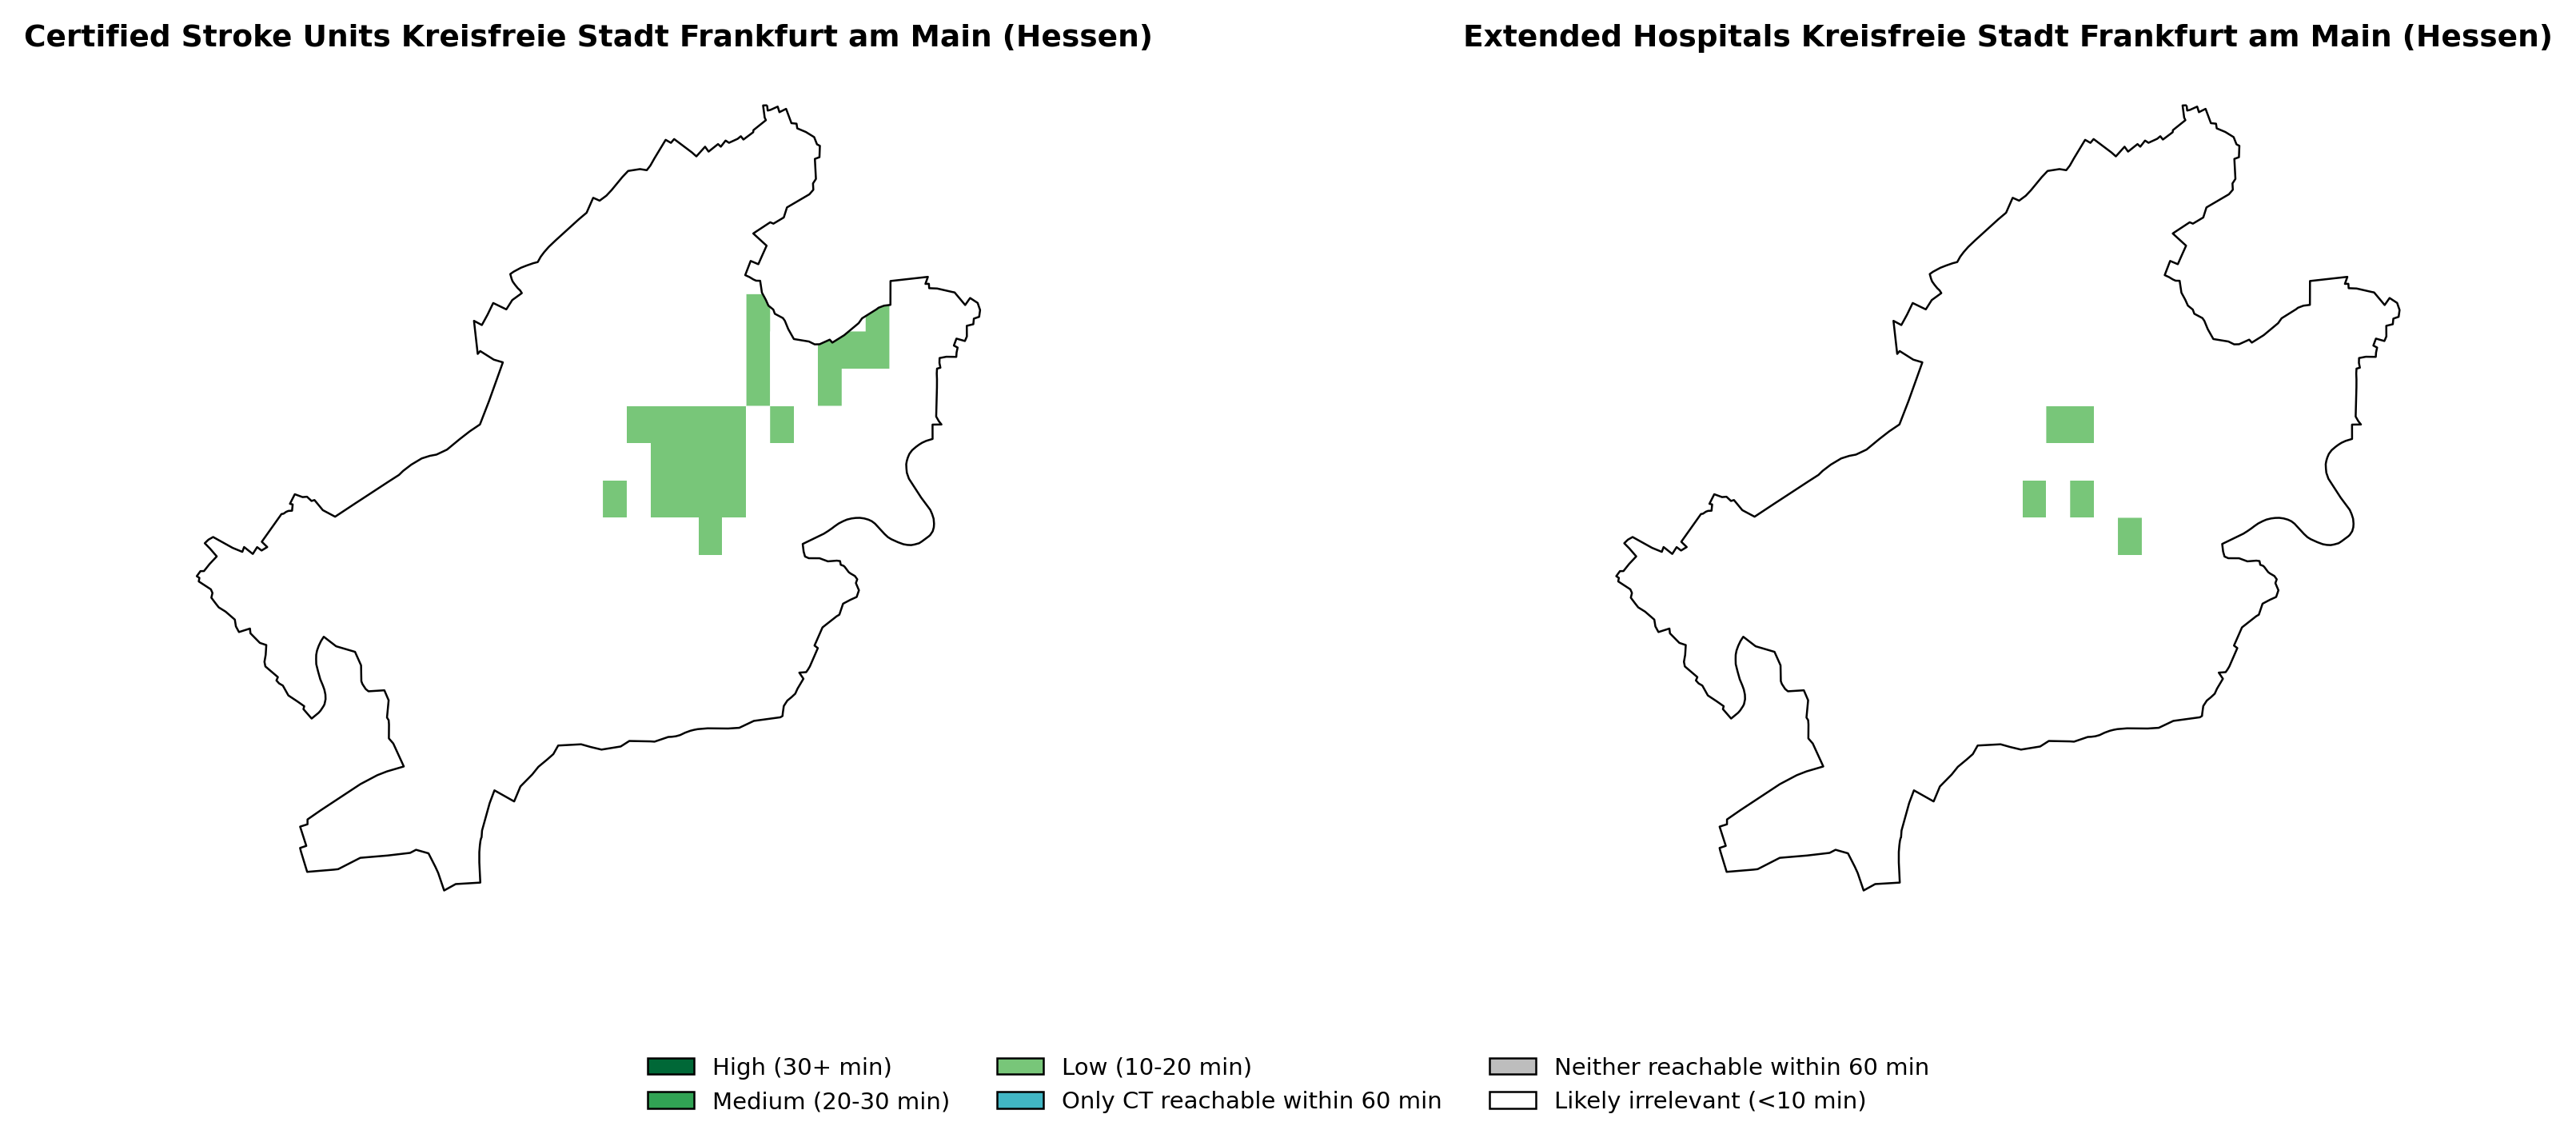 Certified Stroke Units Kreisfreie Stadt Frankfurt am Main (Hessen)
Extended Hospitals Kreisfreie Stadt Frankfurt am Main (Hessen)
High (30+ min)
Medium (20-30 min)
Low (10-20 min)
Only CT reachable within 60 min
Neither reachable within 60 min
Likely irrelevant (<10 min)